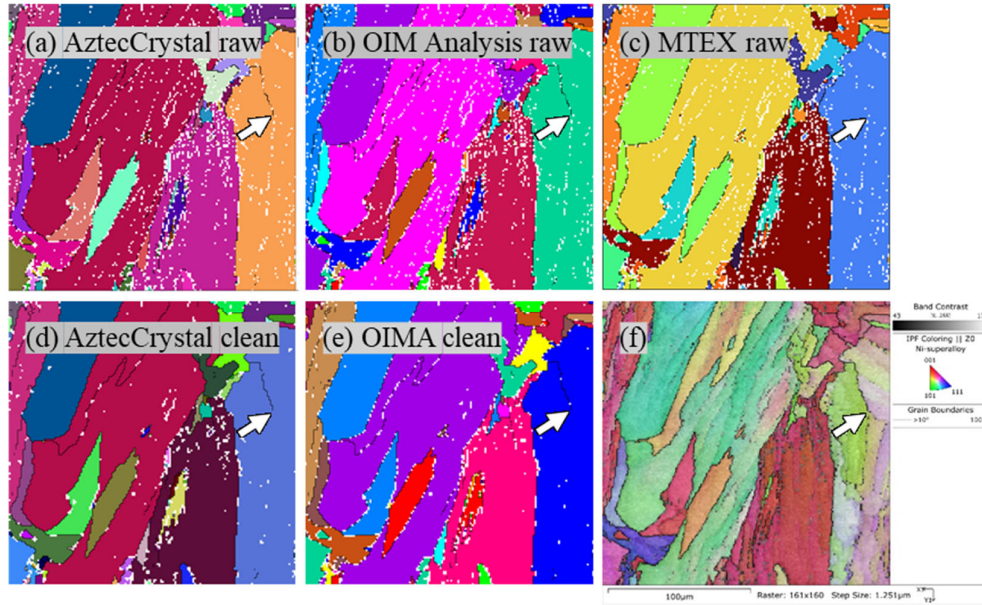 (a) AztecCrystal raw
(b) OIM Analysis raw
(c) MTEX raw
(d) AztecCrystal clean
(e) OIMA clean
(f)
Band Contrast
IPF Coloring || Z0
Ni-superalloy
001
101 111
Grain Boundaries
>10°
100µm
Raster: 161x160 Step Size: 1.251µm